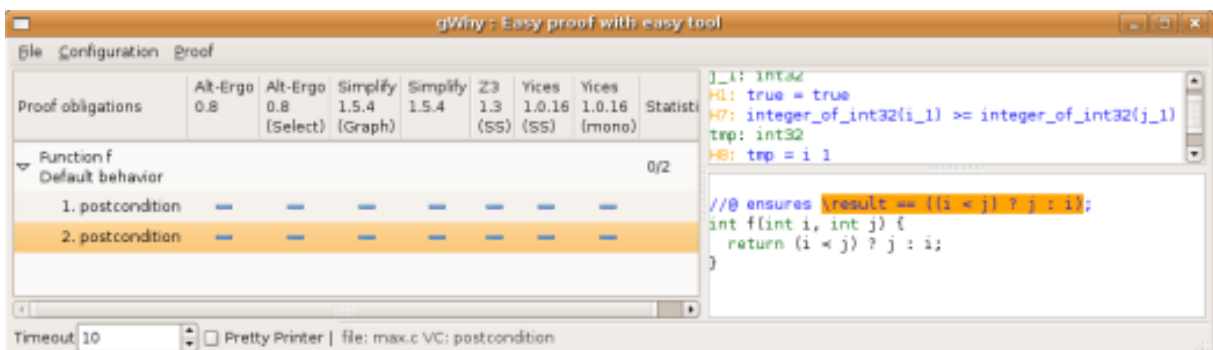 gWhy : Easy proof with easy tool
File Configuration Proof
Proof obligations
Alt-Ergo
0.8
Alt-Ergo
0.8
(Select)
Simplify
1.5.4
(Graph)
Simplify
1.5.4
Z3
1.3
(SS)
Yices
1.0.16
(SS)
Yices
1.0.16
(mono)
Statisti
Function f
Default behavior
0/2
1. postcondition
2. postcondition
j_1: int32
H1: true = true
H7: integer_of_int32(i_1) >= integer_of_int32(j_1)
tmp: int32
H8: tmp = i 1
//@ ensures \result == ((i < j) ? j : i);
int f(int i, int j) {
return (i < j) ? j : i;
}
Timeout 10
Pretty Printer | file: max.c VC: postcondition